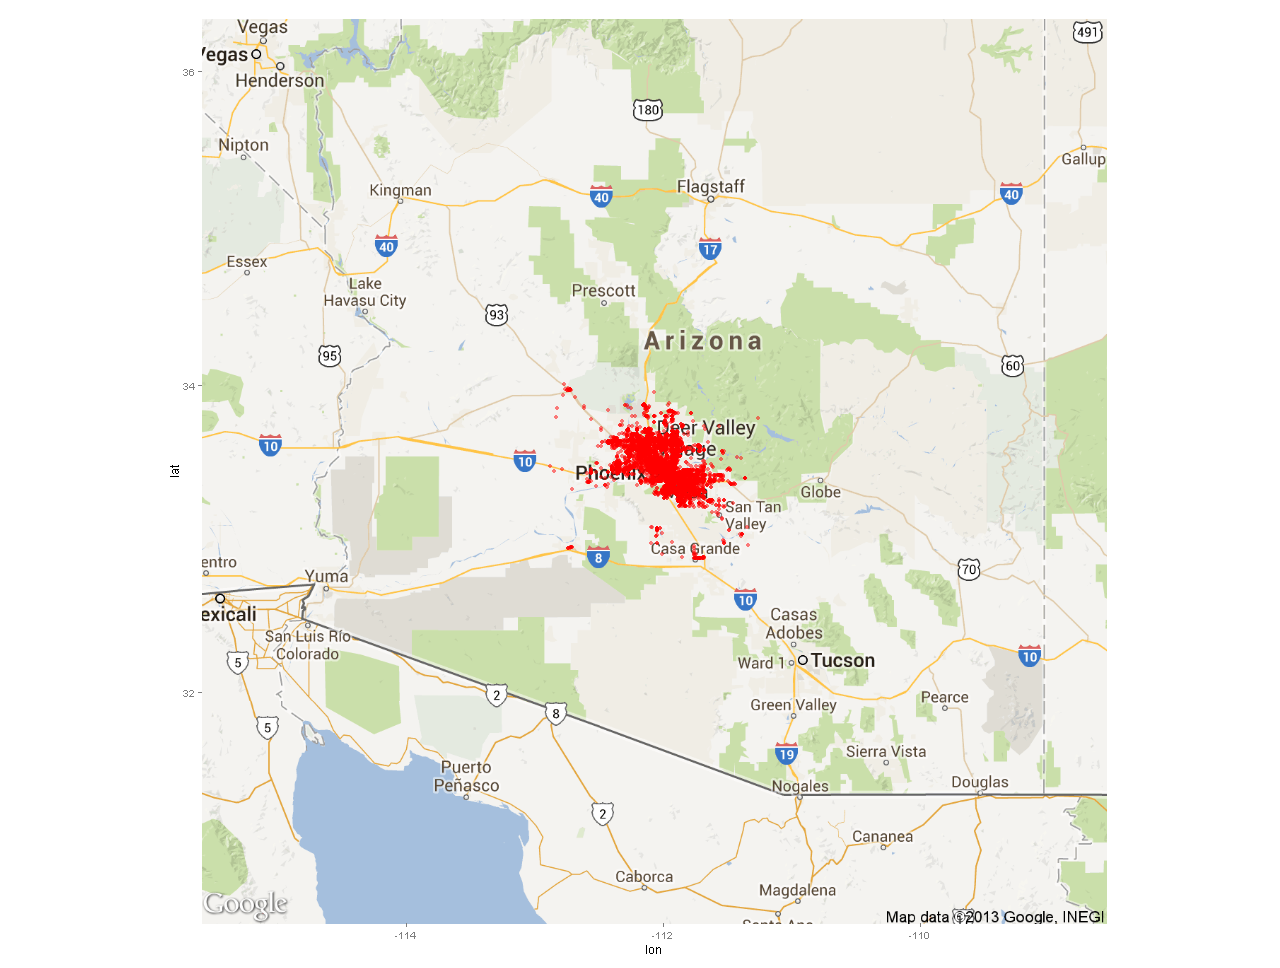 Vegas
Vegas
Henderson
491
36
180
Nipton
Gallup
Kingman
Flagstaff
40
40
40
17
Essex
Lake
Havasu City
Prescott
93
Arizona
95
60
34
Deer Valley
10
10
Phoenix
lat
Globe
San Tan
Valley
Casa Grande
8
entro
Yuma
70
10
exicali
Casas
Adobes
San Luis Río
Colorado
5
Ward 1
Tucson
10
32
2
Pearce
Green Valley
8
5
19
Sierra Vista
Puerto
Peñasco
Nogales
Douglas
2
Cananea
Caborca
Magdalena
Google
Santa Ana
Map data ©2013 Google, INEGI
-114
-112
-110
lon